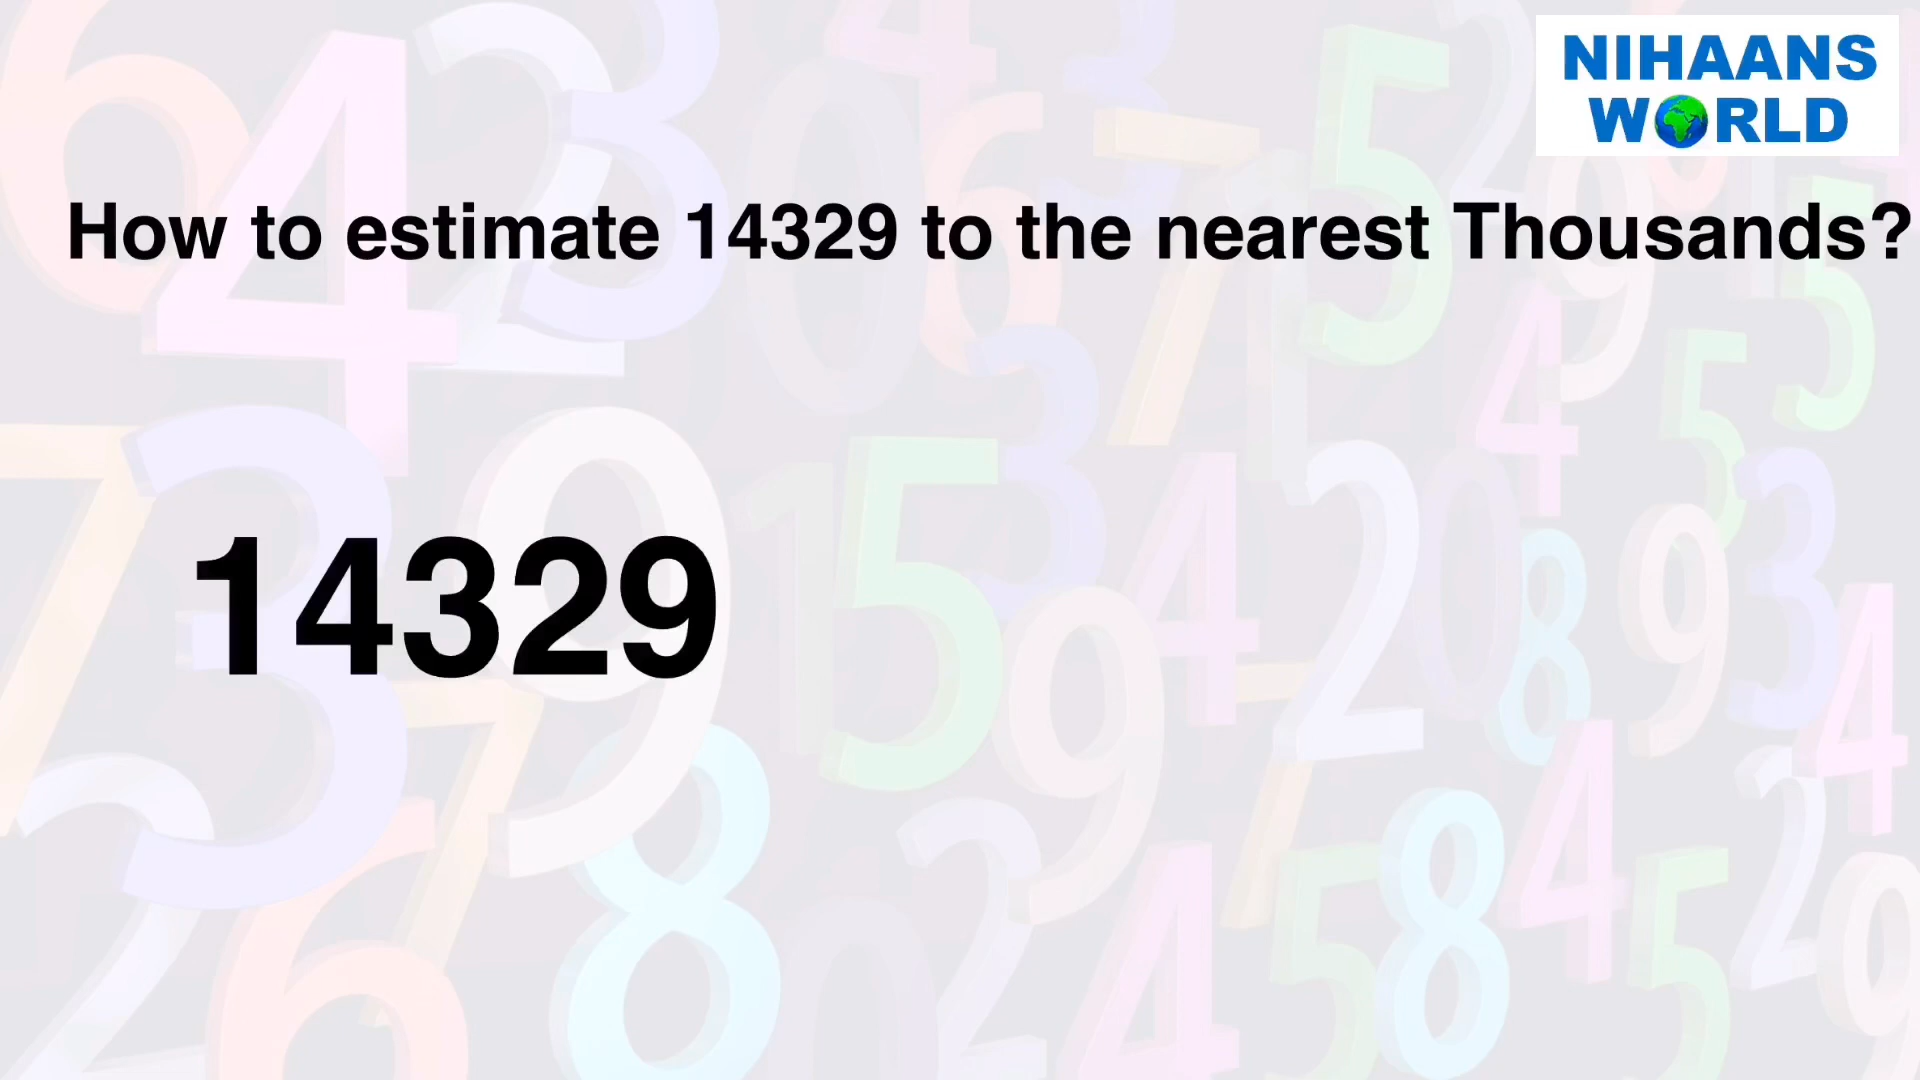 NIHAANS
WORLD
How to estimate 14329 to the nearest Thousands?
14329